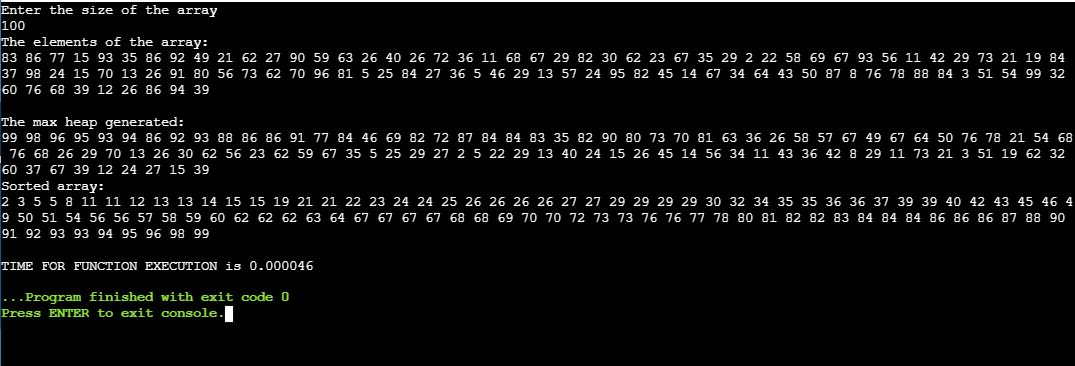 Enter the size of the array
100
The elements of the array:
83 86 77 15 93 35 86 92 49 21 62 27 90 59 63 26 40 26 72 36 11 68 67 29 82 30 62 23 67 35 29 2 22 58 69 67 93 56 11 42 29 73 21 19 84
37 98 24 15 70 13 26 91 80 56 73 62 70 96 81 5 25 84 27 36 5 46 29 13 57 24 95 82 45 14 67 34 64 43 50 87 8 76 78 88 84 3 51 54 99 32
60 76 68 39 12 26 86 94 39
The max heap generated:
99 98 96 95 93 94 86 92 93 88 86 86 91 77 84 46 69 82 72 87 84 84 83 35 82 90 80 73 70 81 63 36 26 58 57 67 49 67 64 50 76 78 21 54 68
76 68 26 29 70 13 26 30 62 56 23 62 59 67 35 5 25 29 27 2 5 22 29 13 40 24 15 26 45 14 56 34 11 43 36 42 8 29 11 73 21 3 51 19 62 32
60 37 67 39 12 24 27 15 39
Sorted array:
2 3 5 5 8 11 11 12 13 13 14 15 15 19 21 21 22 23 24 24 25 26 26 26 26 27 27 29 29 29 29 30 32 34 35 35 36 36 37 39 39 40 42 43 45 46 4
9 50 51 54 56 56 57 58 59 60 62 62 62 63 64 67 67 67 67 68 68 69 70 70 72 73 73 76 76 77 78 80 81 82 82 83 84 84 84 86 86 86 87 88 90
91 92 93 93 94 95 96 98 99
TIME FOR FUNCTION EXECUTION is 0.000046
...Program finished with exit code 0
Press ENTER to exit console.